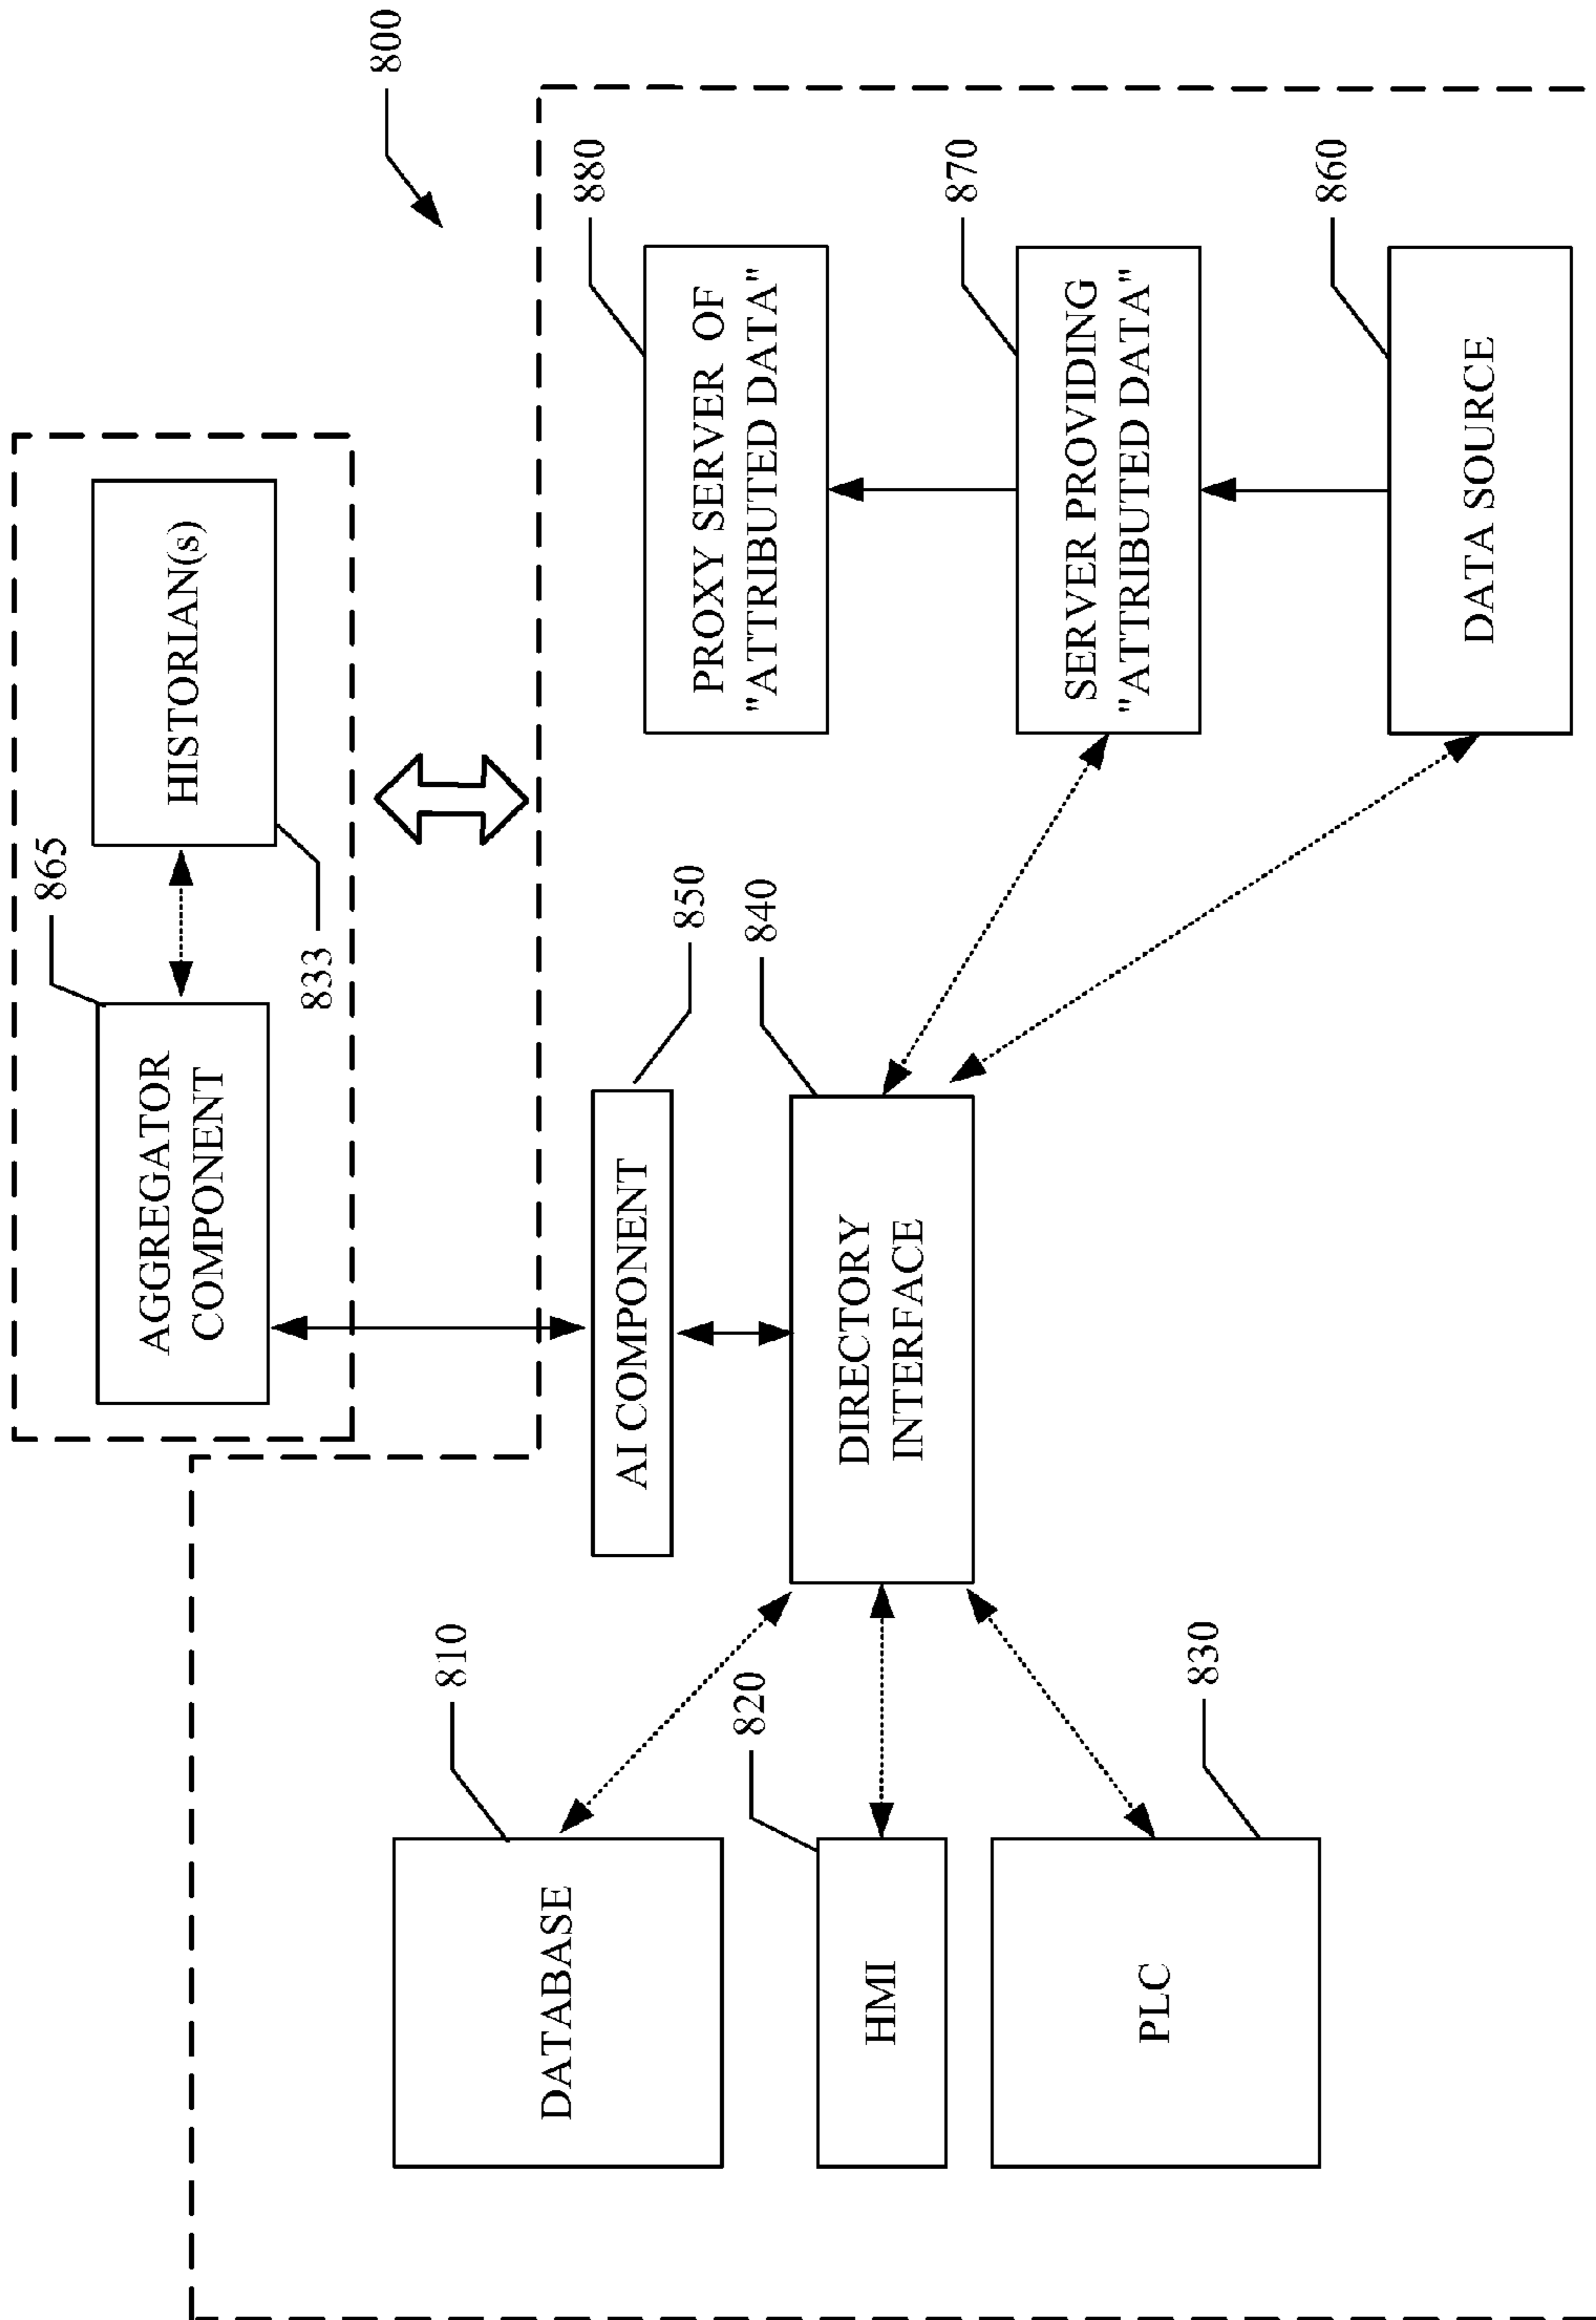 800
865
AGGREGATOR
COMPONENT
HISTORIAN(s)
833
850
AI COMPONENT
840
DIRECTORY
INTERFACE
810
DATABASE
820
HMI
830
PLC
880
PROXY SERVER OF
"ATTRIBUTED DATA"
870
SERVER PROVIDING
"ATTRIBUTED DATA"
860
DATA SOURCE